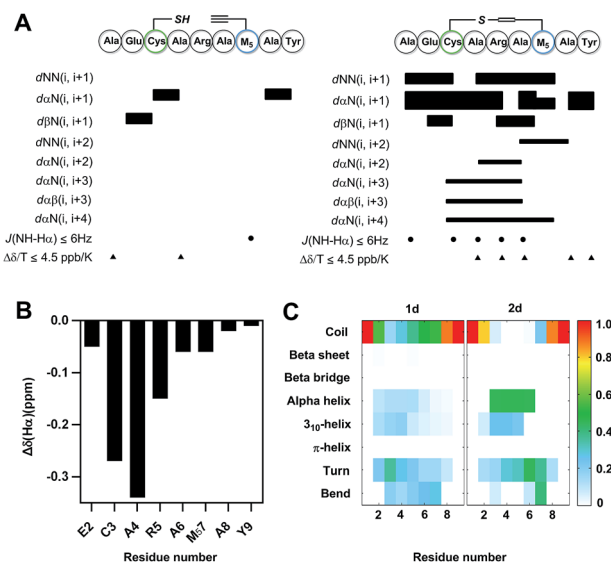 A
SH
Ala Glu Cys Ala Arg Ala M5 Ala Tyr
dNN(i, i+1)
dαN(i, i+1)
dβN(i, i+1)
dNN(i, i+2)
dαN(i, i+2)
dαN(i, i+3)
dαβ(i, i+3)
dαN(i, i+4)
J(NH-Hα) ≤ 6Hz
Δδ/T ≤ 4.5 ppb/K
S
Ala Glu Cys Ala Arg Ala M5 Ala Tyr
dNN(i, i+1)
dαN(i, i+1)
dβN(i, i+1)
dNN(i, i+2)
dαN(i, i+2)
dαN(i, i+3)
dαβ(i, i+3)
dαN(i, i+4)
J(NH-Hα) ≤ 6Hz
Δδ/T ≤ 4.5 ppb/K
B
Δδ(Hα)(ppm)
0.0
-0.1
-0.2
-0.3
E2 C3 A4 R5 A6 M57 A8 Y9
Residue number
C
1d 2d
Coil
Beta sheet
Beta bridge
Alpha helix
3₁₀-helix
π-helix
Turn
Bend
2 4 6 8 2 4 6 8
Residue number
1.0
0.8
0.6
0.4
0.2
0